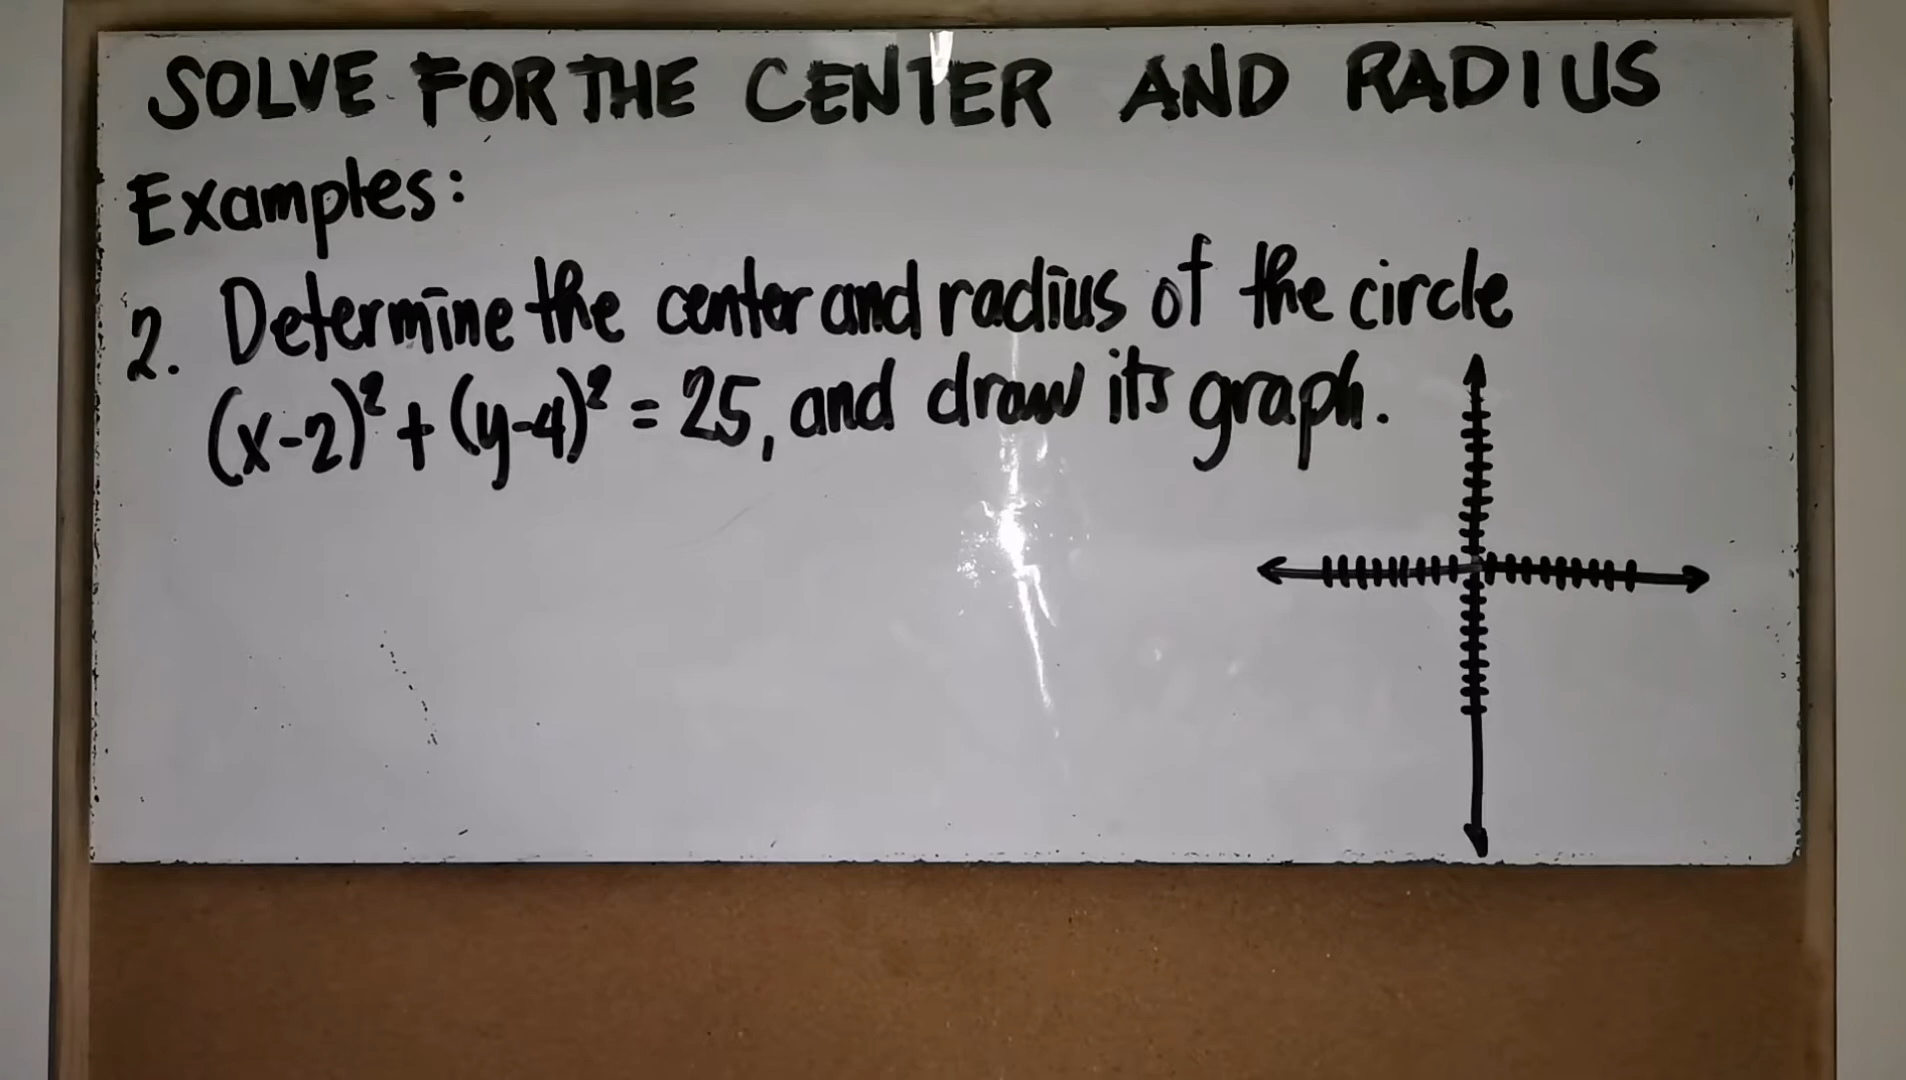 SOLVE FOR THE CENTER AND RADIUS
Examples:
2. Determine the center and radius of the circle
(x-2)² + (y-4)² = 25, and draw its graph.